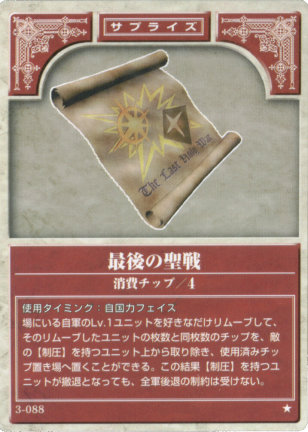 サプライズ
The Last Holy War
最後の聖戦
消費チップ／4
使用タイミング：自国力フェイス
場にいる自軍のLv.1ユニットを好きなだけリムーブして、
そのリムーブしたユニットの枚数と同枚数のチップを、敵
の【制圧】を持つユニット上から取り除き、使用済みチッ
プ置き場へ置くことができる。この結果【制圧】を持つユ
ニットが撤退となっても、全軍後退の制約は受けない。
3-088
★